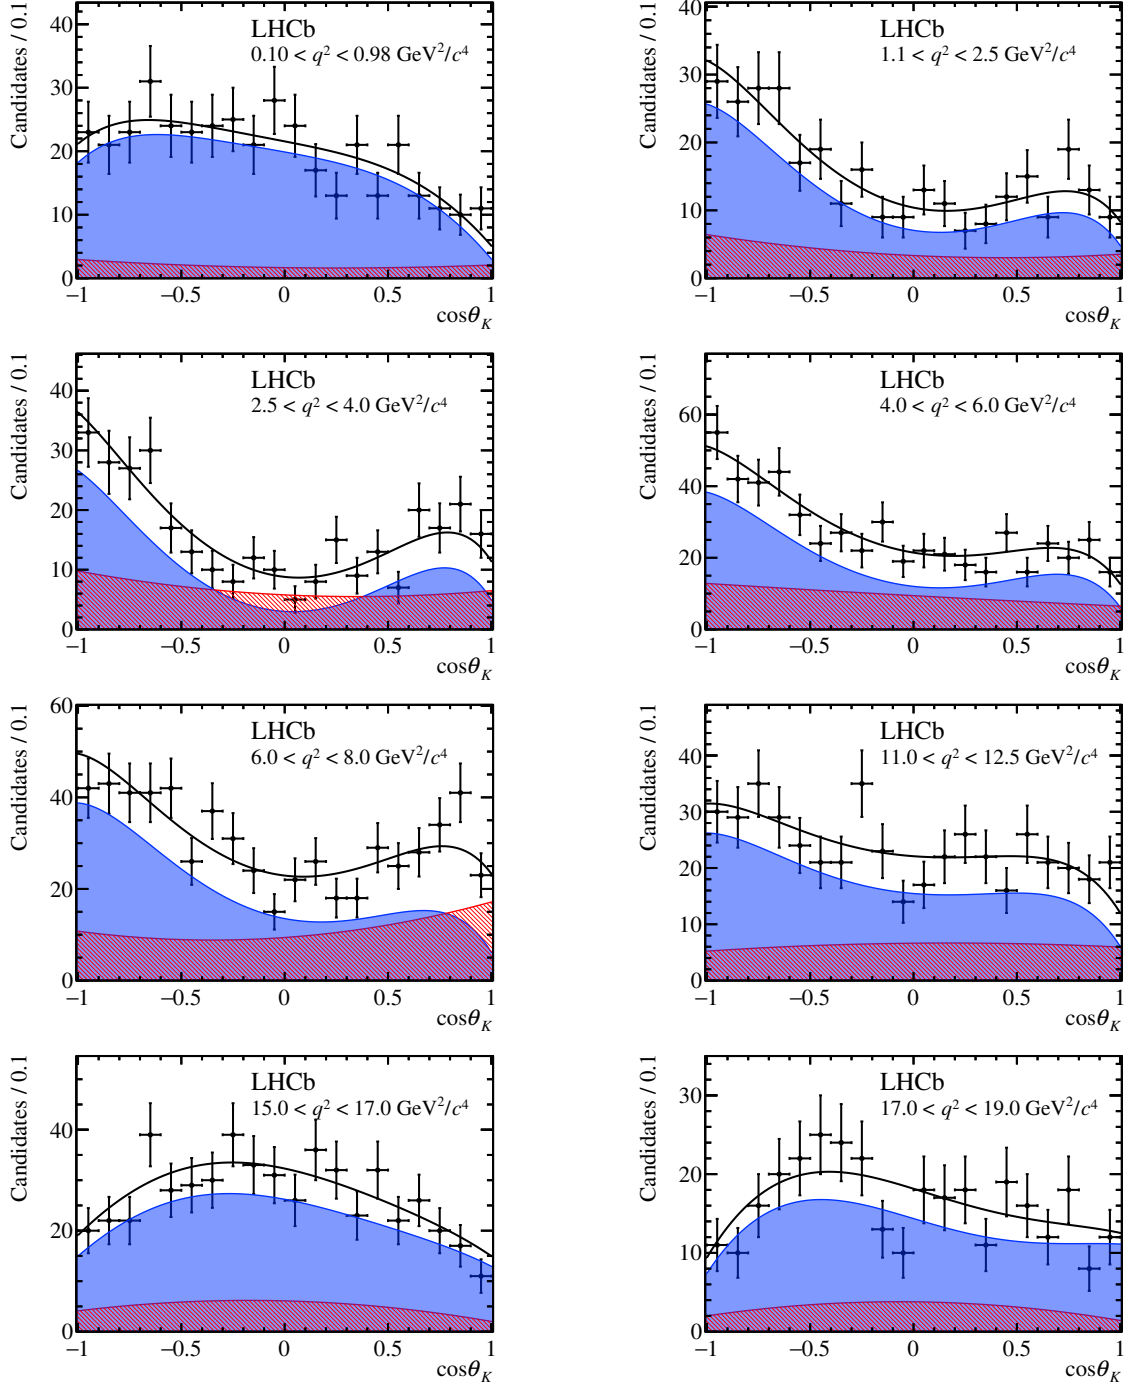 Candidates / 0.1
LHCb
0.10 < q² < 0.98 GeV²/c⁴
30
20
10
0
−1 −0.5 0 0.5 1
cosθ_K
Candidates / 0.1
LHCb
1.1 < q² < 2.5 GeV²/c⁴
40
30
20
10
0
−1 −0.5 0 0.5 1
cosθ_K
Candidates / 0.1
LHCb
2.5 < q² < 4.0 GeV²/c⁴
40
30
20
10
0
−1 −0.5 0 0.5 1
cosθ_K
Candidates / 0.1
LHCb
4.0 < q² < 6.0 GeV²/c⁴
60
40
20
0
−1 −0.5 0 0.5 1
cosθ_K
Candidates / 0.1
LHCb
6.0 < q² < 8.0 GeV²/c⁴
60
40
20
0
−1 −0.5 0 0.5 1
cosθ_K
Candidates / 0.1
LHCb
11.0 < q² < 12.5 GeV²/c⁴
40
30
20
10
0
−1 −0.5 0 0.5 1
cosθ_K
Candidates / 0.1
LHCb
15.0 < q² < 17.0 GeV²/c⁴
40
20
0
−1 −0.5 0 0.5 1
cosθ_K
Candidates / 0.1
LHCb
17.0 < q² < 19.0 GeV²/c⁴
30
20
10
0
−1 −0.5 0 0.5 1
cosθ_K